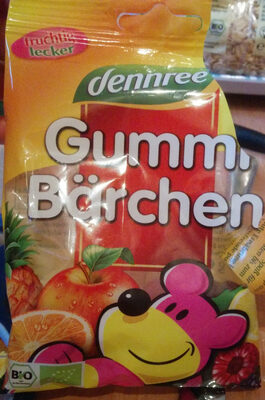 fruchtig
lecker
dennree
Gummi
Bärchen
BIO